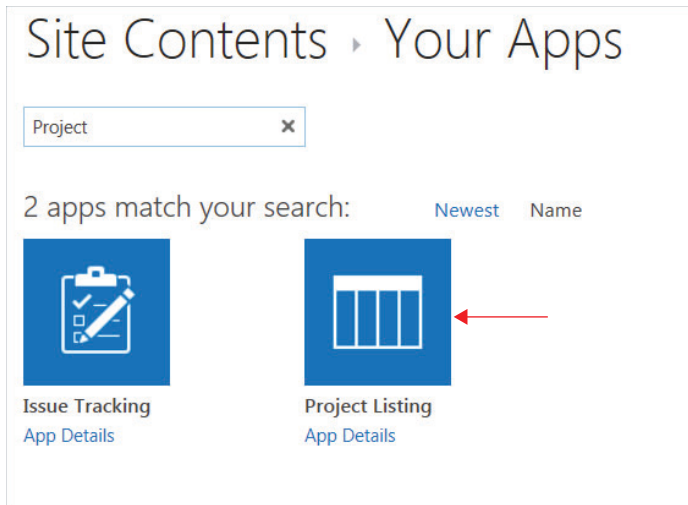 Site Contents › Your Apps
Project
2 apps match your search: Newest Name
Issue Tracking Project Listing
App Details App Details